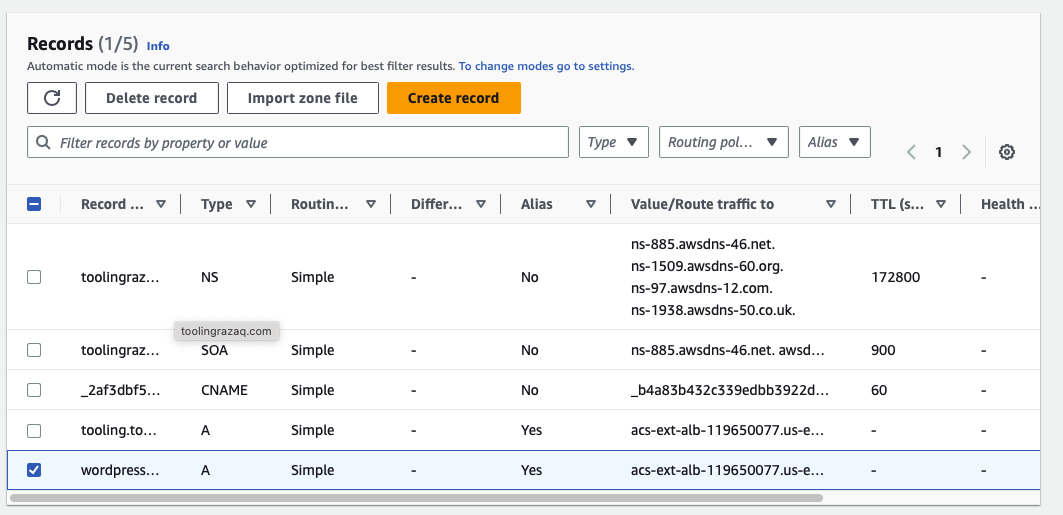 Records (1/5) Info
Automatic mode is the current search behavior optimized for best filter results. To change modes go to settings.
Delete record Import zone file Create record
Filter records by property or value Type Routing pol... Alias 1
Record ... Type Routin... Differ... Alias Value/Route traffic to TTL (s... Health ...
toolingraz... NS Simple - No ns-885.awsdns-46.net.
ns-1509.awsdns-60.org.
ns-97.awsdns-12.com.
ns-1938.awsdns-50.co.uk. 172800 -
toolingrazaq.com
toolingraz... SOA Simple - No ns-885.awsdns-46.net. awsd... 900 -
_2af3dbf5... CNAME Simple - No _b4a83b432c339edbb3922d... 60 -
tooling.to... A Simple - Yes acs-ext-alb-119650077.us-e... - -
wordpress... A Simple - Yes acs-ext-alb-119650077.us-e... - -